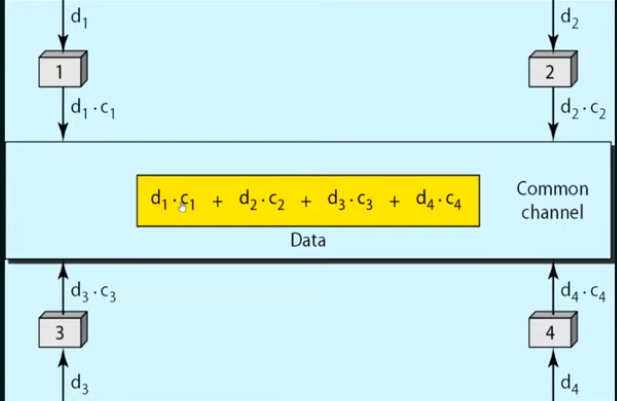 d₁ d₂
1 2
d₁ · c₁ d₂ · c₂
d₁ · c₁ + d₂ · c₂ + d₃ · c₃ + d₄ · c₄
Common
channel
Data
d₃ · c₃ d₄ · c₄
3 4
d₃ d₄